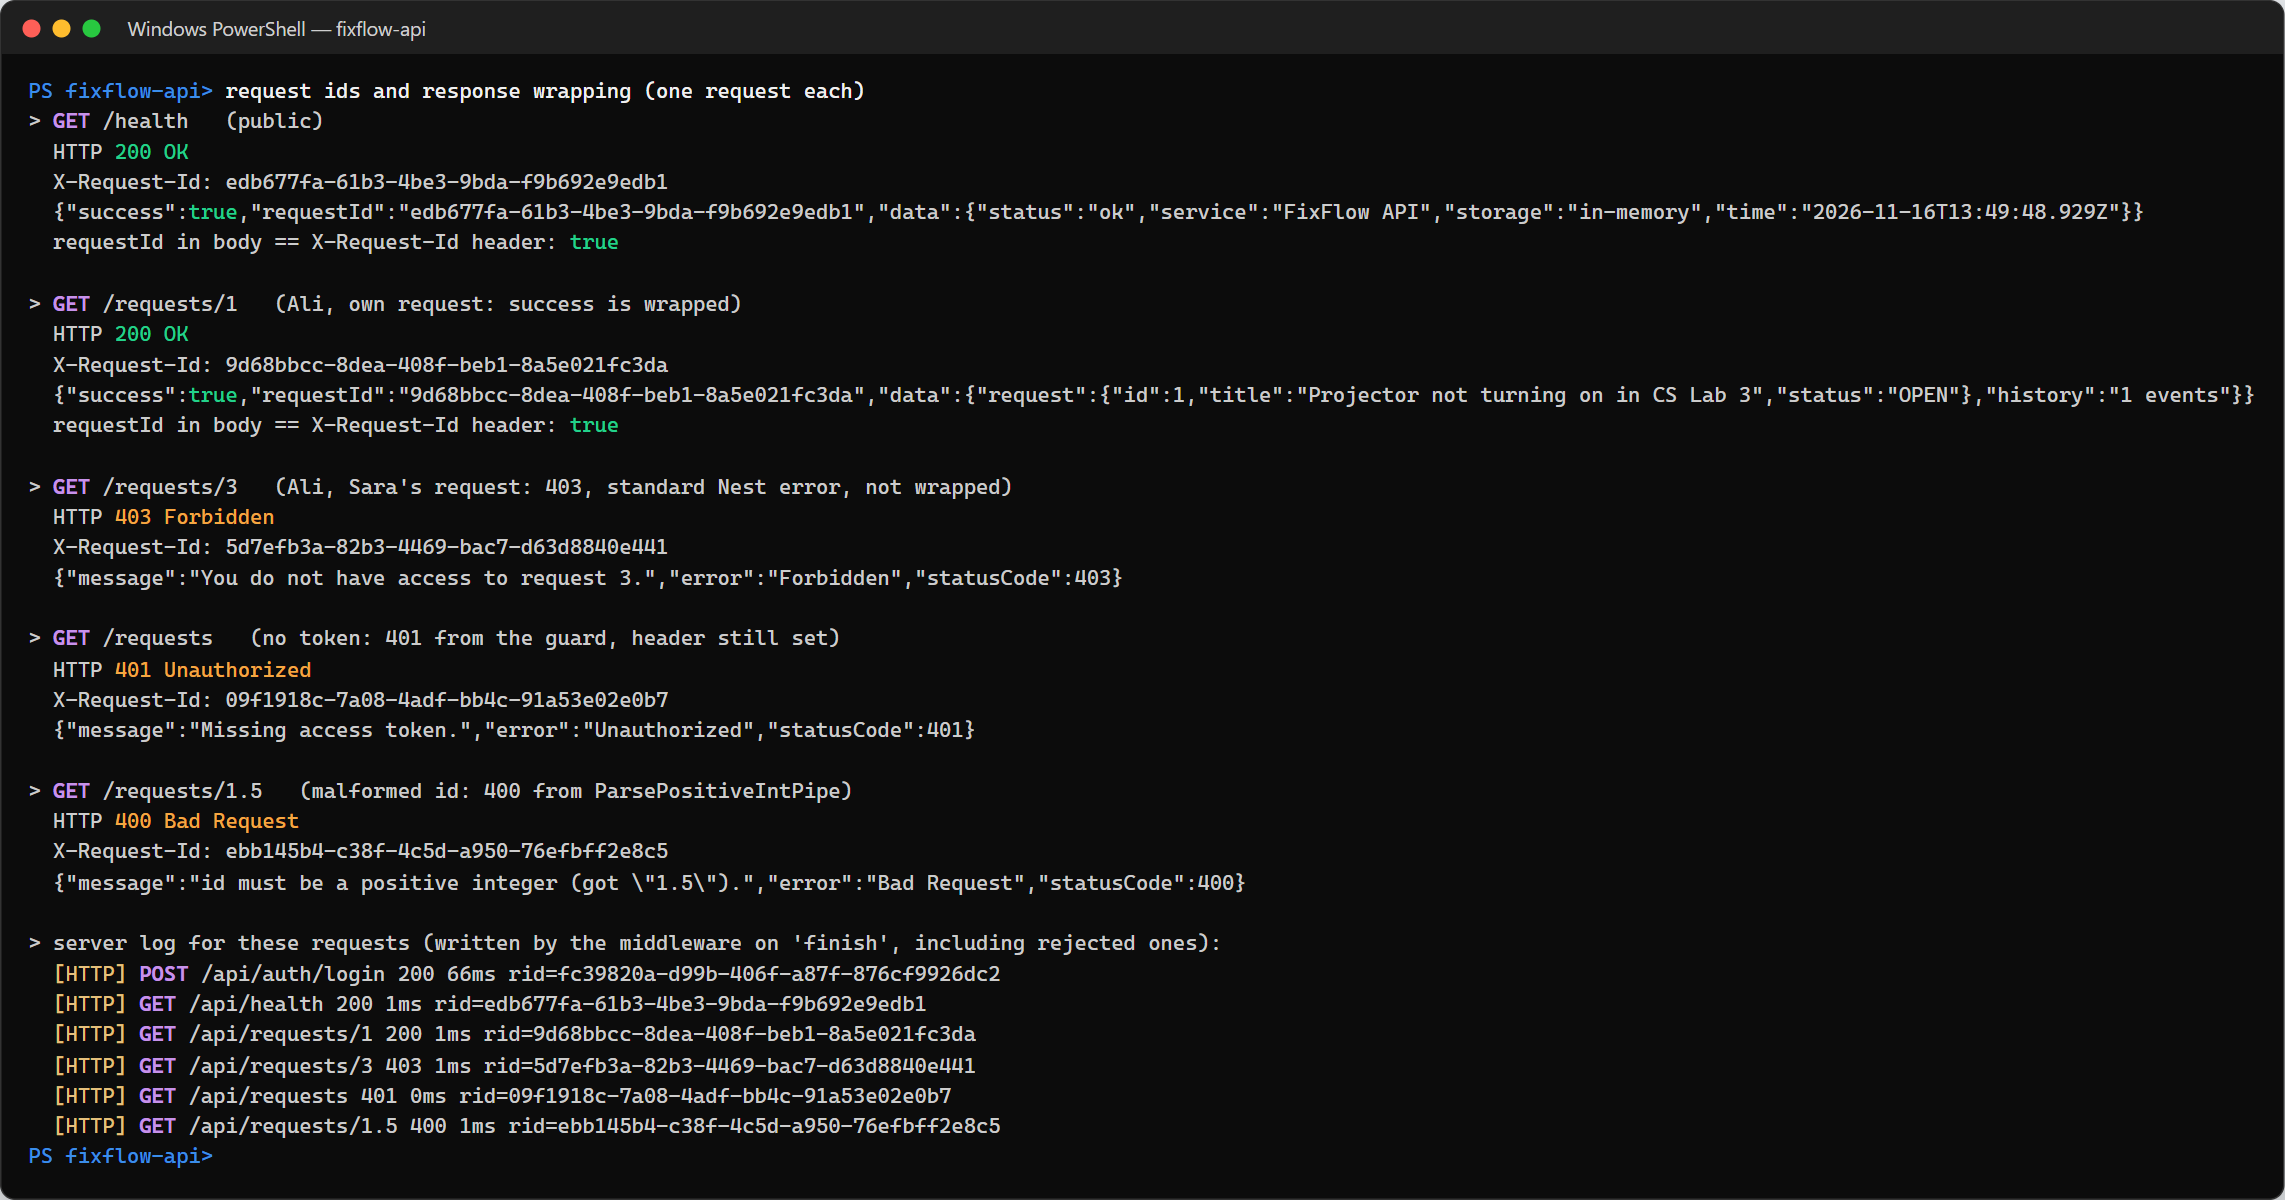 Windows PowerShell — fixflow-api
PS fixflow-api> request ids and response wrapping (one request each)
> GET /health   (public)
  HTTP 200 OK
  X-Request-Id: edb677fa-61b3-4be3-9bda-f9b692e9edb1
  {"success":true,"requestId":"edb677fa-61b3-4be3-9bda-f9b692e9edb1","data":{"status":"ok","service":"FixFlow API","storage":"in-memory","time":"2026-11-16T13:49:48.929Z"}}
  requestId in body == X-Request-Id header: true
> GET /requests/1   (Ali, own request: success is wrapped)
  HTTP 200 OK
  X-Request-Id: 9d68bbcc-8dea-408f-beb1-8a5e021fc3da
  {"success":true,"requestId":"9d68bbcc-8dea-408f-beb1-8a5e021fc3da","data":{"request":{"id":1,"title":"Projector not turning on in CS Lab 3","status":"OPEN"},"history":"1 events"}}
  requestId in body == X-Request-Id header: true
> GET /requests/3   (Ali, Sara's request: 403, standard Nest error, not wrapped)
  HTTP 403 Forbidden
  X-Request-Id: 5d7efb3a-82b3-4469-bac7-d63d8840e441
  {"message":"You do not have access to request 3.","error":"Forbidden","statusCode":403}
> GET /requests   (no token: 401 from the guard, header still set)
  HTTP 401 Unauthorized
  X-Request-Id: 09f1918c-7a08-4adf-bb4c-91a53e02e0b7
  {"message":"Missing access token.","error":"Unauthorized","statusCode":401}
> GET /requests/1.5   (malformed id: 400 from ParsePositiveIntPipe)
  HTTP 400 Bad Request
  X-Request-Id: ebb145b4-c38f-4c5d-a950-76efbff2e8c5
  {"message":"id must be a positive integer (got \"1.5\").","error":"Bad Request","statusCode":400}
> server log for these requests (written by the middleware on 'finish', including rejected ones):
  [HTTP] POST /api/auth/login 200 66ms rid=fc39820a-d99b-406f-a87f-876cf9926dc2
  [HTTP] GET /api/health 200 1ms rid=edb677fa-61b3-4be3-9bda-f9b692e9edb1
  [HTTP] GET /api/requests/1 200 1ms rid=9d68bbcc-8dea-408f-beb1-8a5e021fc3da
  [HTTP] GET /api/requests/3 403 1ms rid=5d7efb3a-82b3-4469-bac7-d63d8840e441
  [HTTP] GET /api/requests 401 0ms rid=09f1918c-7a08-4adf-bb4c-91a53e02e0b7
  [HTTP] GET /api/requests/1.5 400 1ms rid=ebb145b4-c38f-4c5d-a950-76efbff2e8c5
PS fixflow-api>